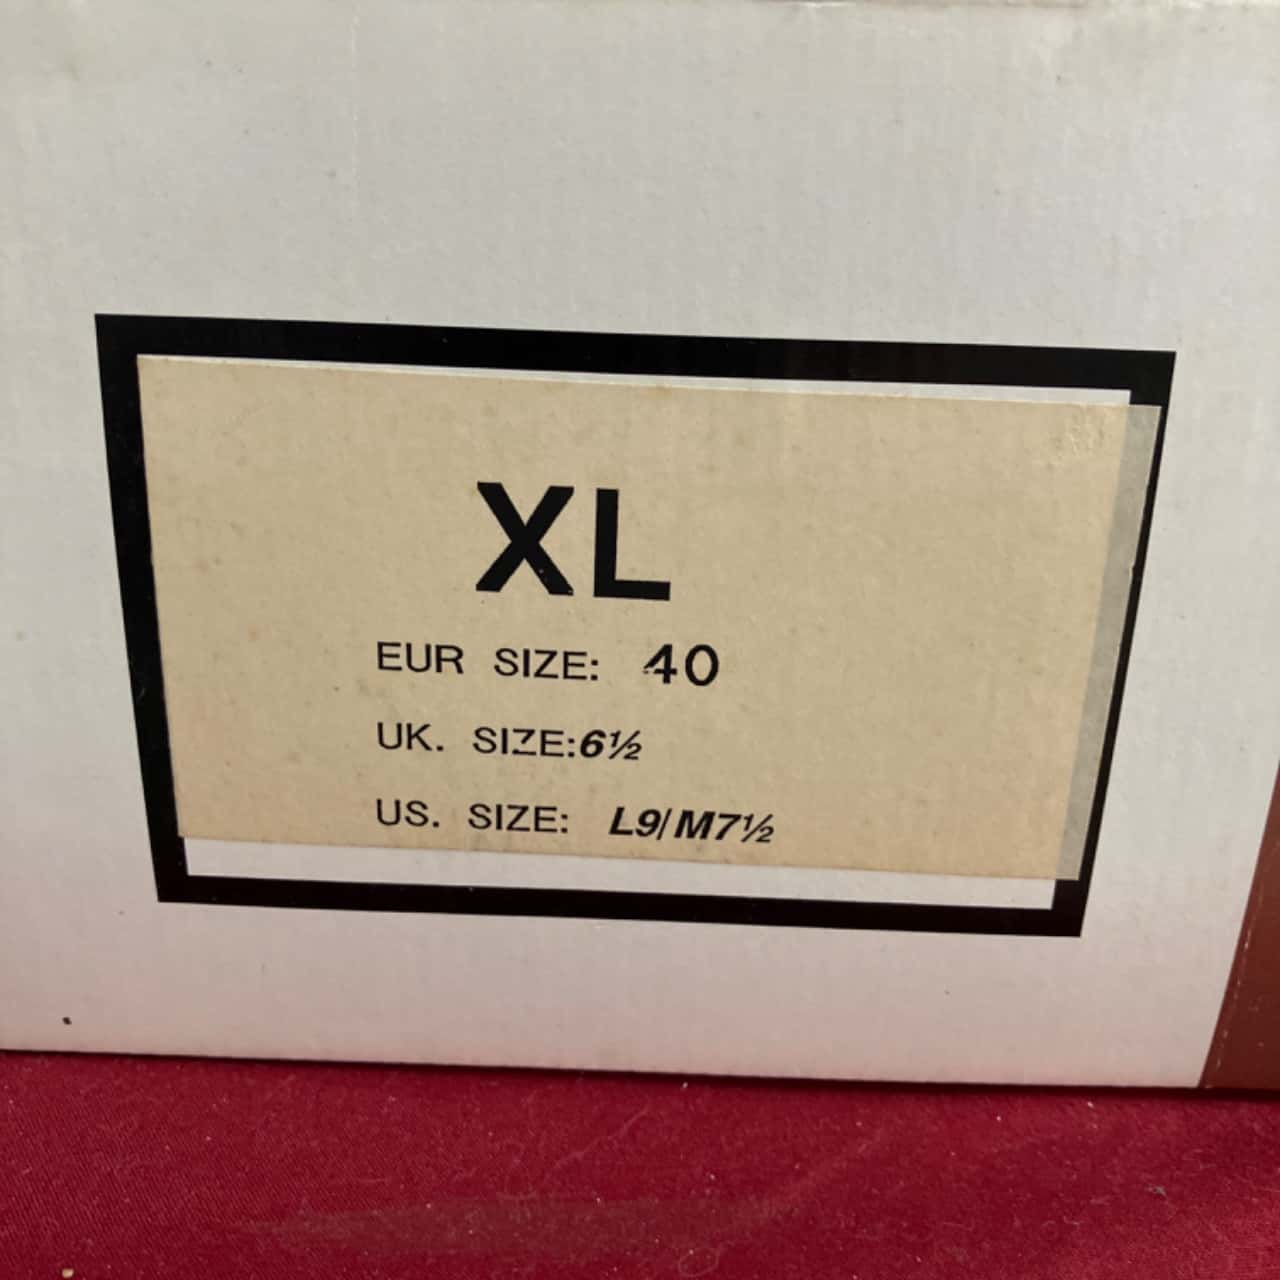 XL
EUR SIZE: 40
UK. SIZE:6½
US. SIZE: L9/M7½